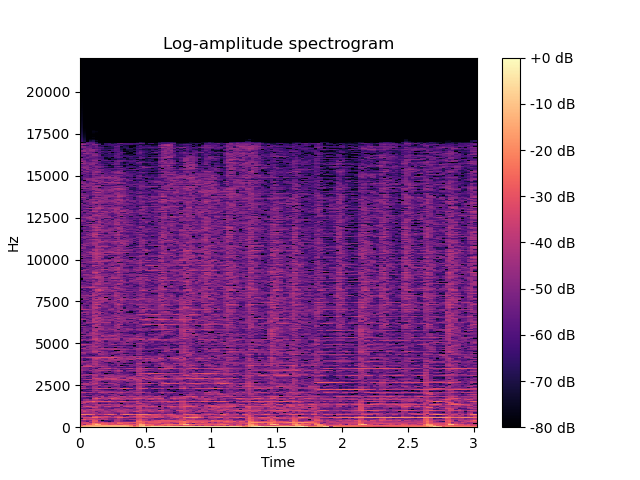 Log-amplitude spectrogram
+0 dB
-10 dB
-20 dB
-30 dB
-40 dB
-50 dB
-60 dB
-70 dB
-80 dB
20000
17500
15000
12500
10000
7500
5000
2500
0
Hz
0 0.5 1 1.5 2 2.5 3
Time